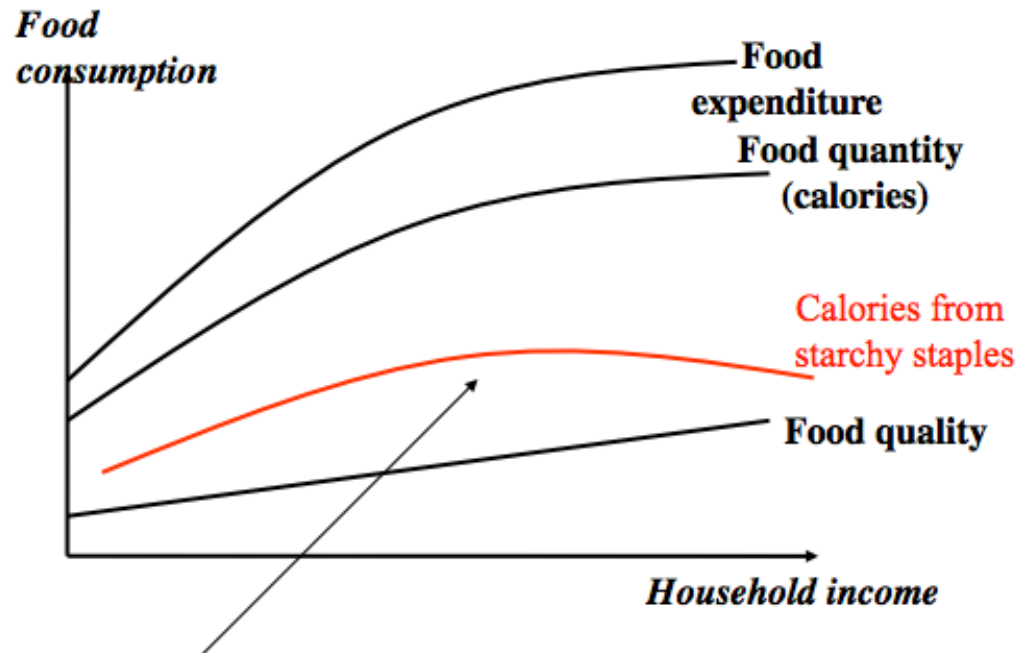 Food
consumption
Food
expenditure
Food quantity
(calories)
Calories from
starchy staples
Food quality
Household income